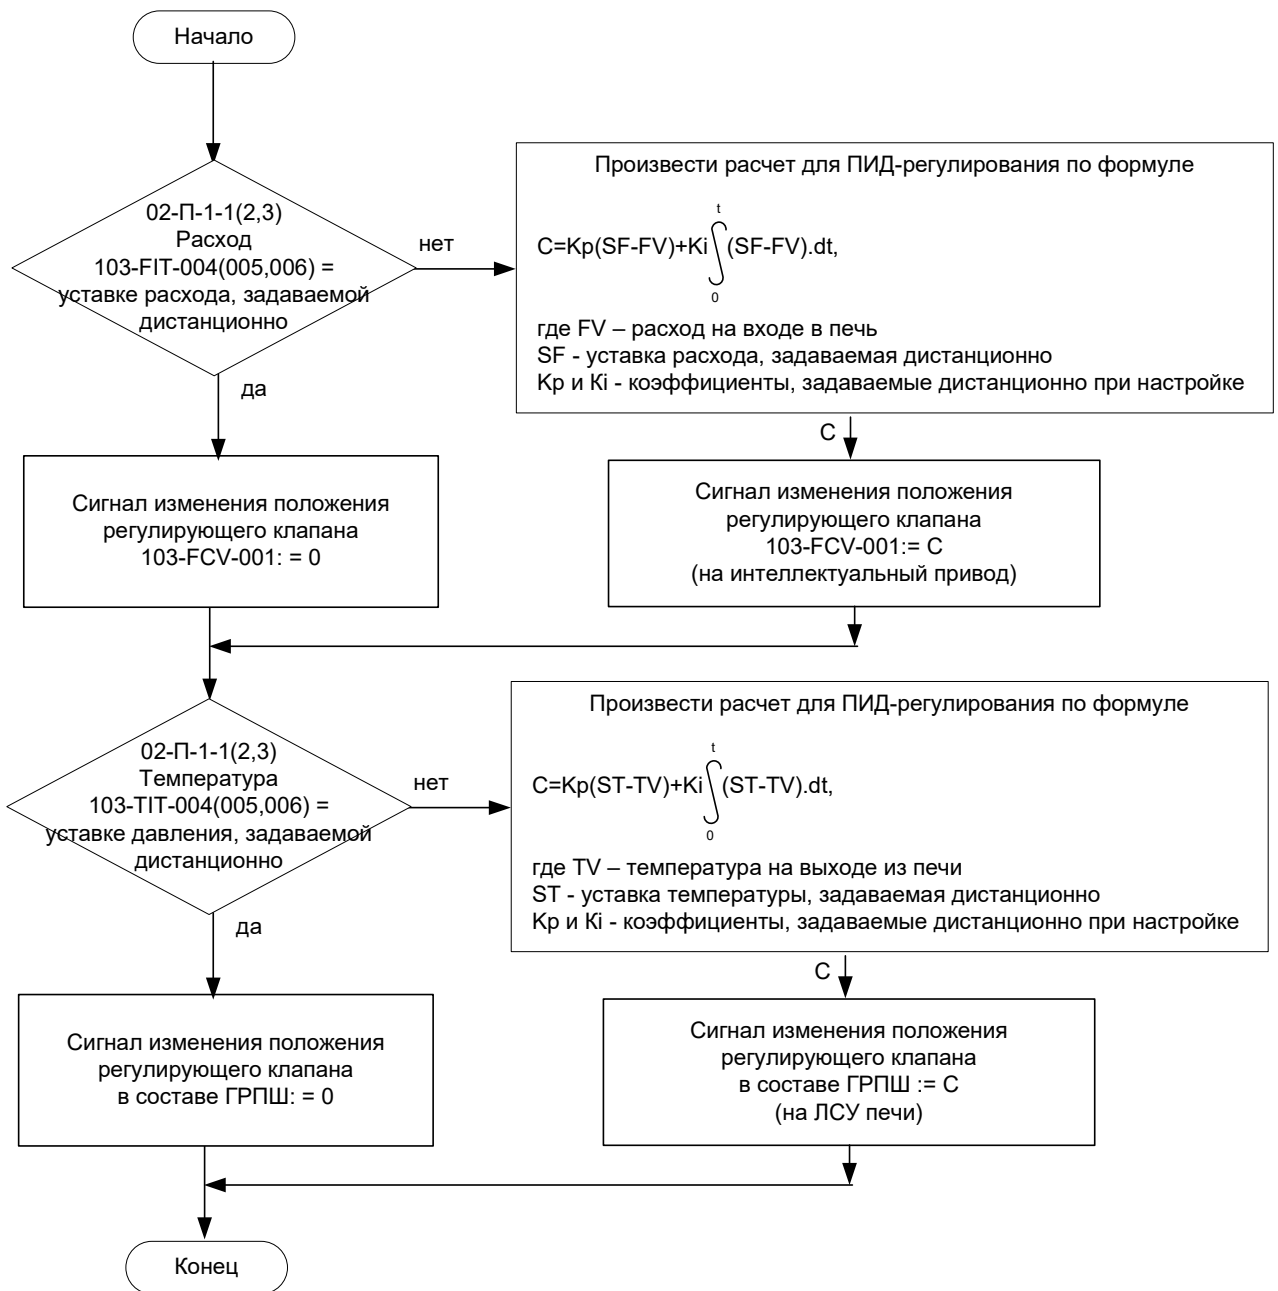 Начало
02-П-1-1(2,3)
Расход
103-FIT-004(005,006) =
уставке расхода, задаваемой
дистанционно
нет
да
Произвести расчет для ПИД-регулирования по формуле
t
C=Kp(SF-FV)+Ki∫(SF-FV).dt,
0
где FV – расход на входе в печь
SF - уставка расхода, задаваемая дистанционно
Kp и Ki - коэффициенты, задаваемые дистанционно при настройке
C
Сигнал изменения положения
регулирующего клапана
103-FCV-001: = 0
Сигнал изменения положения
регулирующего клапана
103-FCV-001:= C
(на интеллектуальный привод)
02-П-1-1(2,3)
Температура
103-TIT-004(005,006) =
уставке давления, задаваемой
дистанционно
нет
да
Произвести расчет для ПИД-регулирования по формуле
t
C=Kp(ST-TV)+Ki∫(ST-TV).dt,
0
где TV – температура на выходе из печи
ST - уставка температуры, задаваемая дистанционно
Kp и Ki - коэффициенты, задаваемые дистанционно при настройке
C
Сигнал изменения положения
регулирующего клапана
в составе ГРПШ: = 0
Сигнал изменения положения
регулирующего клапана
в составе ГРПШ := C
(на ЛСУ печи)
Конец